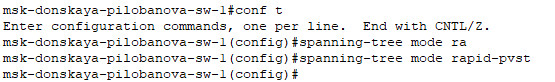 msk-donskaya-pilobanova-sw-1#conf t
Enter configuration commands, one per line.  End with CNTL/Z.
msk-donskaya-pilobanova-sw-1(config)#spanning-tree mode ra
msk-donskaya-pilobanova-sw-1(config)#spanning-tree mode rapid-pvst
msk-donskaya-pilobanova-sw-1(config)#